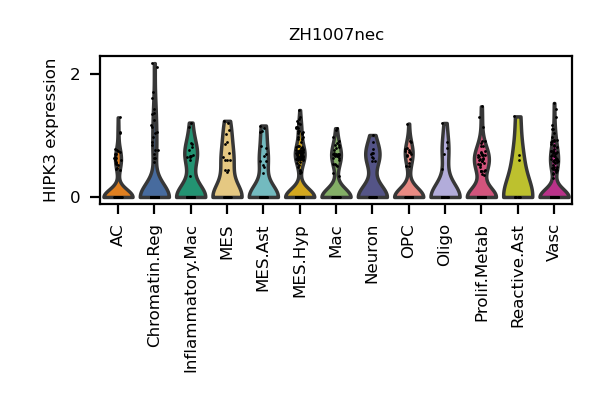 ZH1007nec
HIPK3 expression
2
0
AC
Chromatin.Reg
Inflammatory.Mac
MES
MES.Ast
MES.Hyp
Mac
Neuron
OPC
Oligo
Prolif.Metab
Reactive.Ast
Vasc